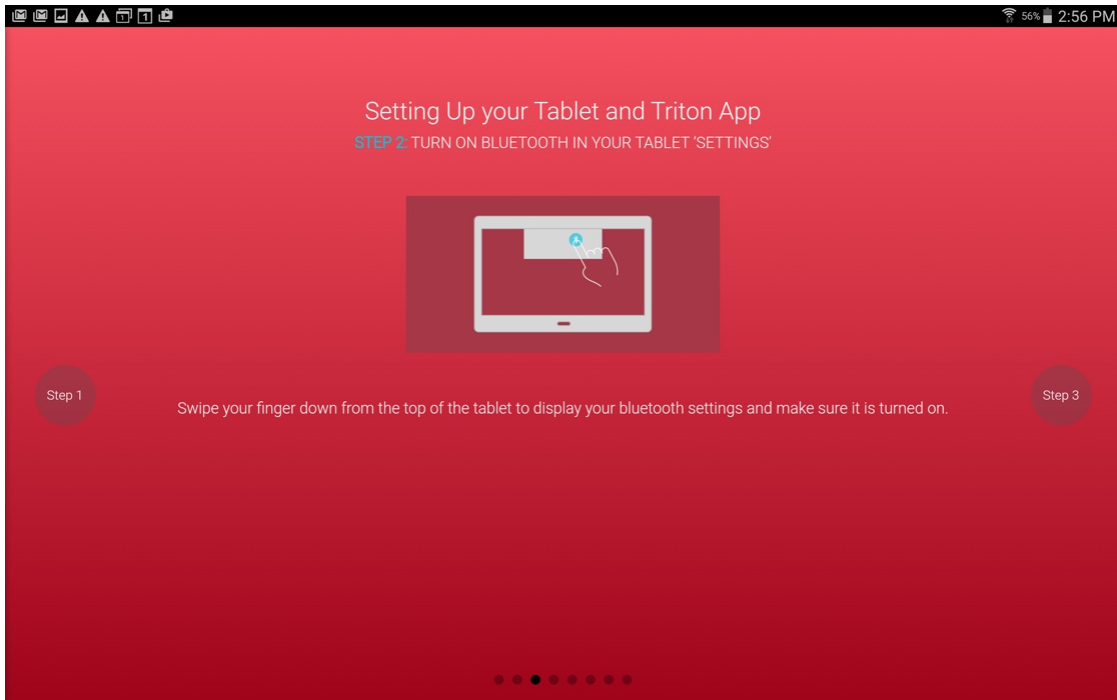 56% 2:56 PM
Setting Up your Tablet and Triton App
STEP 2: TURN ON BLUETOOTH IN YOUR TABLET 'SETTINGS'
Step 1
Swipe your finger down from the top of the tablet to display your bluetooth settings and make sure it is turned on.
Step 3